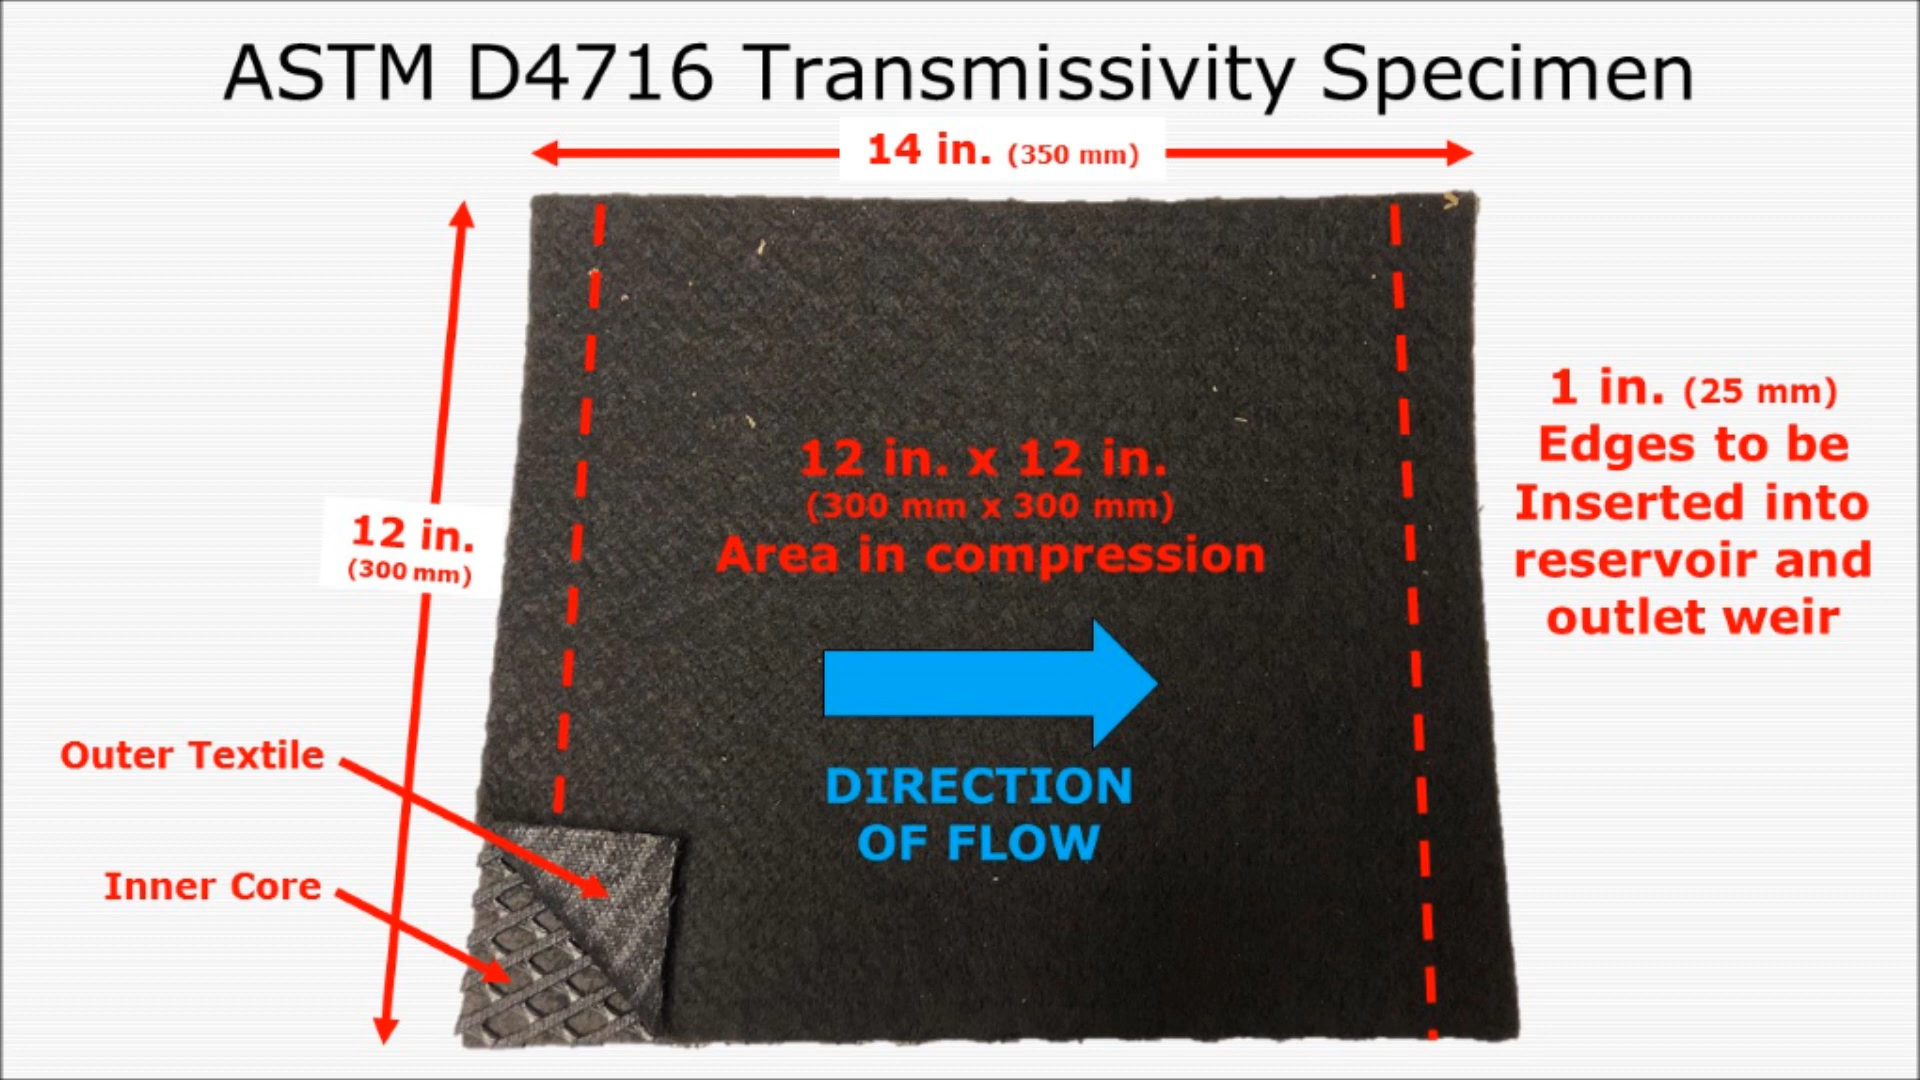 ASTM D4716 Transmissivity Specimen
14 in. (350 mm)
12 in. x 12 in.
(300 mm x 300 mm)
Area in compression
1 in. (25 mm)
Edges to be
Inserted into
reservoir and
outlet weir
12 in.
(300 mm)
Outer Textile
Inner Core
DIRECTION
OF FLOW